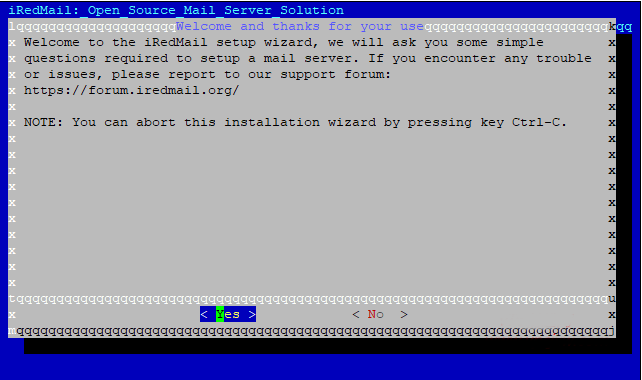 iRedMail: Open Source Mail Server Solution
lqqqqqqqqqqqqqqqqqqqqWelcome and thanks for your useqqqqqqqqqqqqqqqqqqqqqqqkqq
x Welcome to the iRedMail setup wizard, we will ask you some simple x
x questions required to setup a mail server. If you encounter any trouble x
x or issues, please report to our support forum: x
x https://forum.iredmail.org/ x
x x
x NOTE: You can abort this installation wizard by pressing key Ctrl-C. x
x x
x x
x x
x x
x x
x x
x x
x x
x x
x x
tqqqqqqqqqqqqqqqqqqqqqqqqqqqqqqqqqqqqqqqqqqqqqqqqqqqqqqqqqqqqqqqqqqqqqqqqqqu
x < Yes > < No > x
mqqqqqqqqqqqqqqqqqqqqqqqqqqqqqqqqqqqqqqqqqqqqqqqqqqqqqqqqqqqqqqqqqqqqqqqqqqj